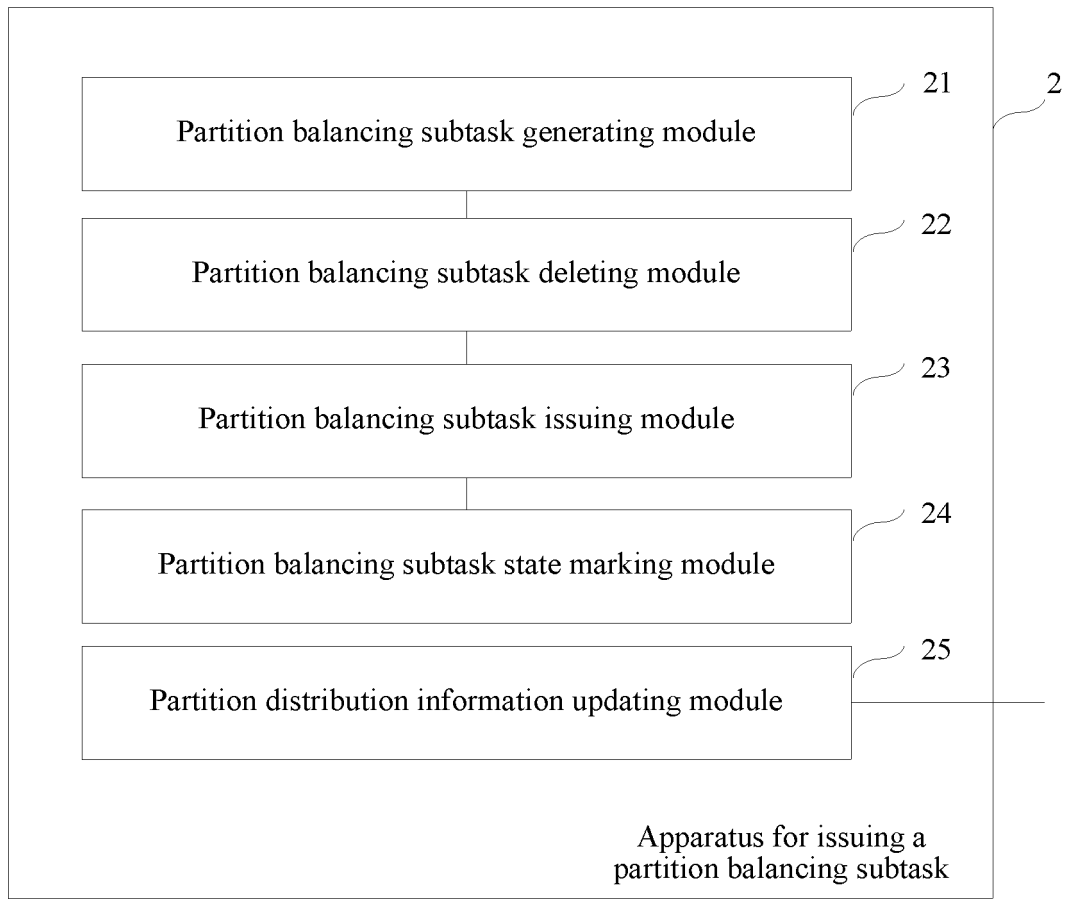 21
2
Partition balancing subtask generating module
22
Partition balancing subtask deleting module
23
Partition balancing subtask issuing module
24
Partition balancing subtask state marking module
25
Partition distribution information updating module
Apparatus for issuing a
partition balancing subtask